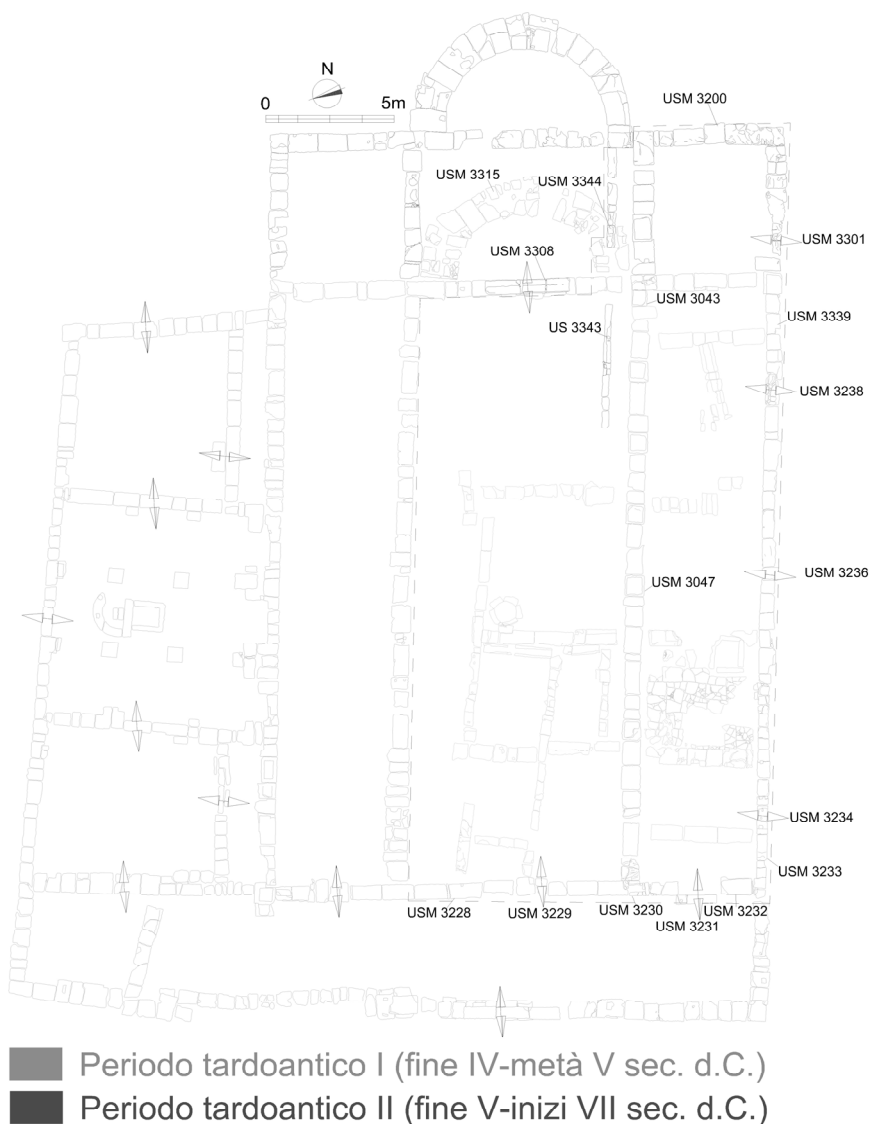 N
0 5m
USM 3200
USM 3315
USM 3344
USM 3301
USM 3308
USM 3043
USM 3339
US 3343
USM 3238
USM 3236
USM 3047
USM 3234
USM 3233
USM 3228
USM 3229
USM 3230
USM 3232
USM 3231
Periodo tardoantico I (fine IV-metà V sec. d.C.)
Periodo tardoantico II (fine V-inizi VII sec. d.C.)